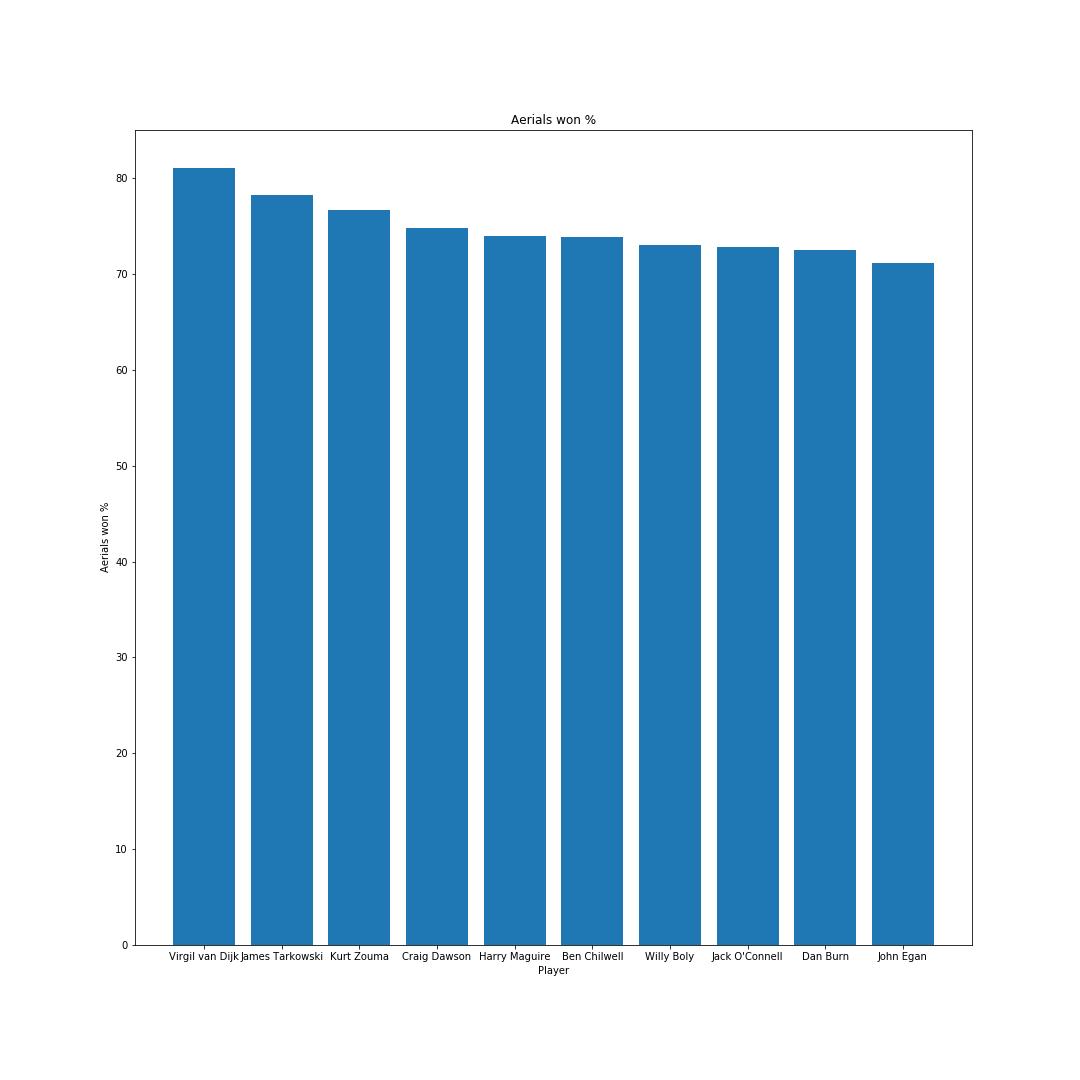 Aerials won %
80
70
60
50
40
30
20
10
0
Aerials won %
Virgil van Dijk James Tarkowski Kurt Zouma Craig Dawson Harry Maguire Ben Chilwell Willy Boly Jack O'Connell Dan Burn John Egan
Player